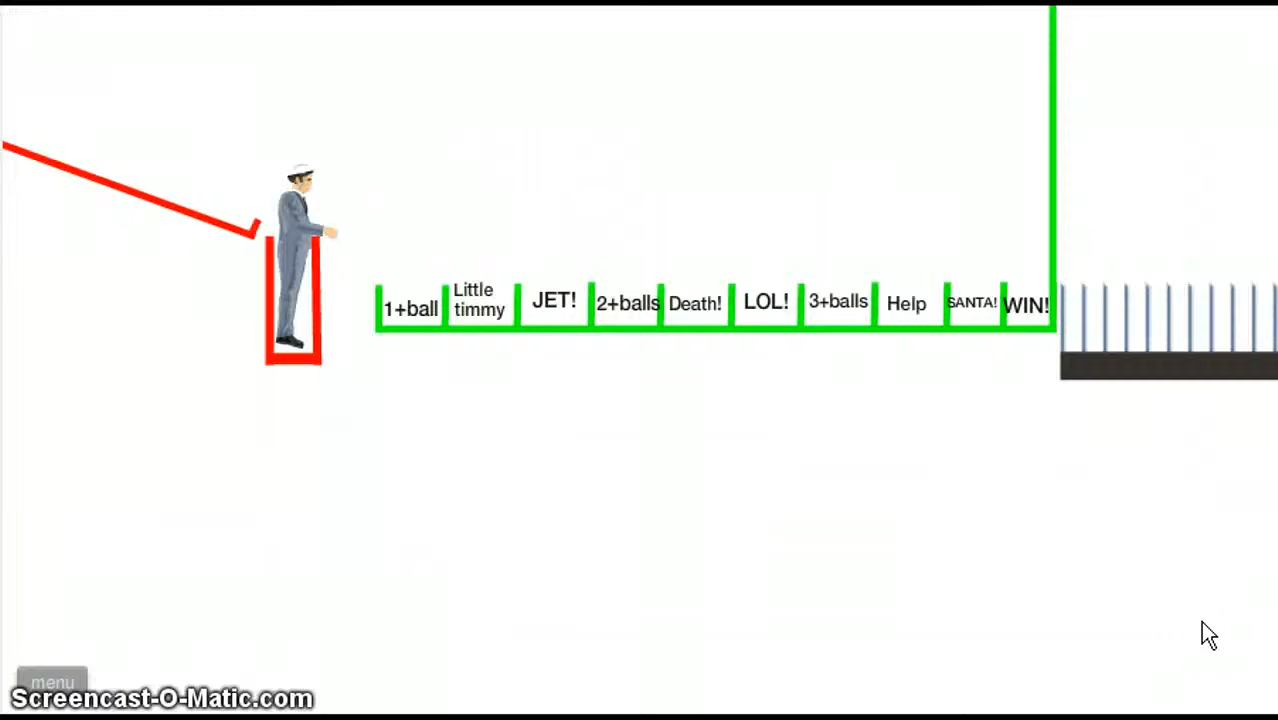 1+ball
Little
timmy
JET!
2+balls
Death!
LOL!
3+balls
Help
SANTA!
WIN!
menu
Screencast-O-Matic.com